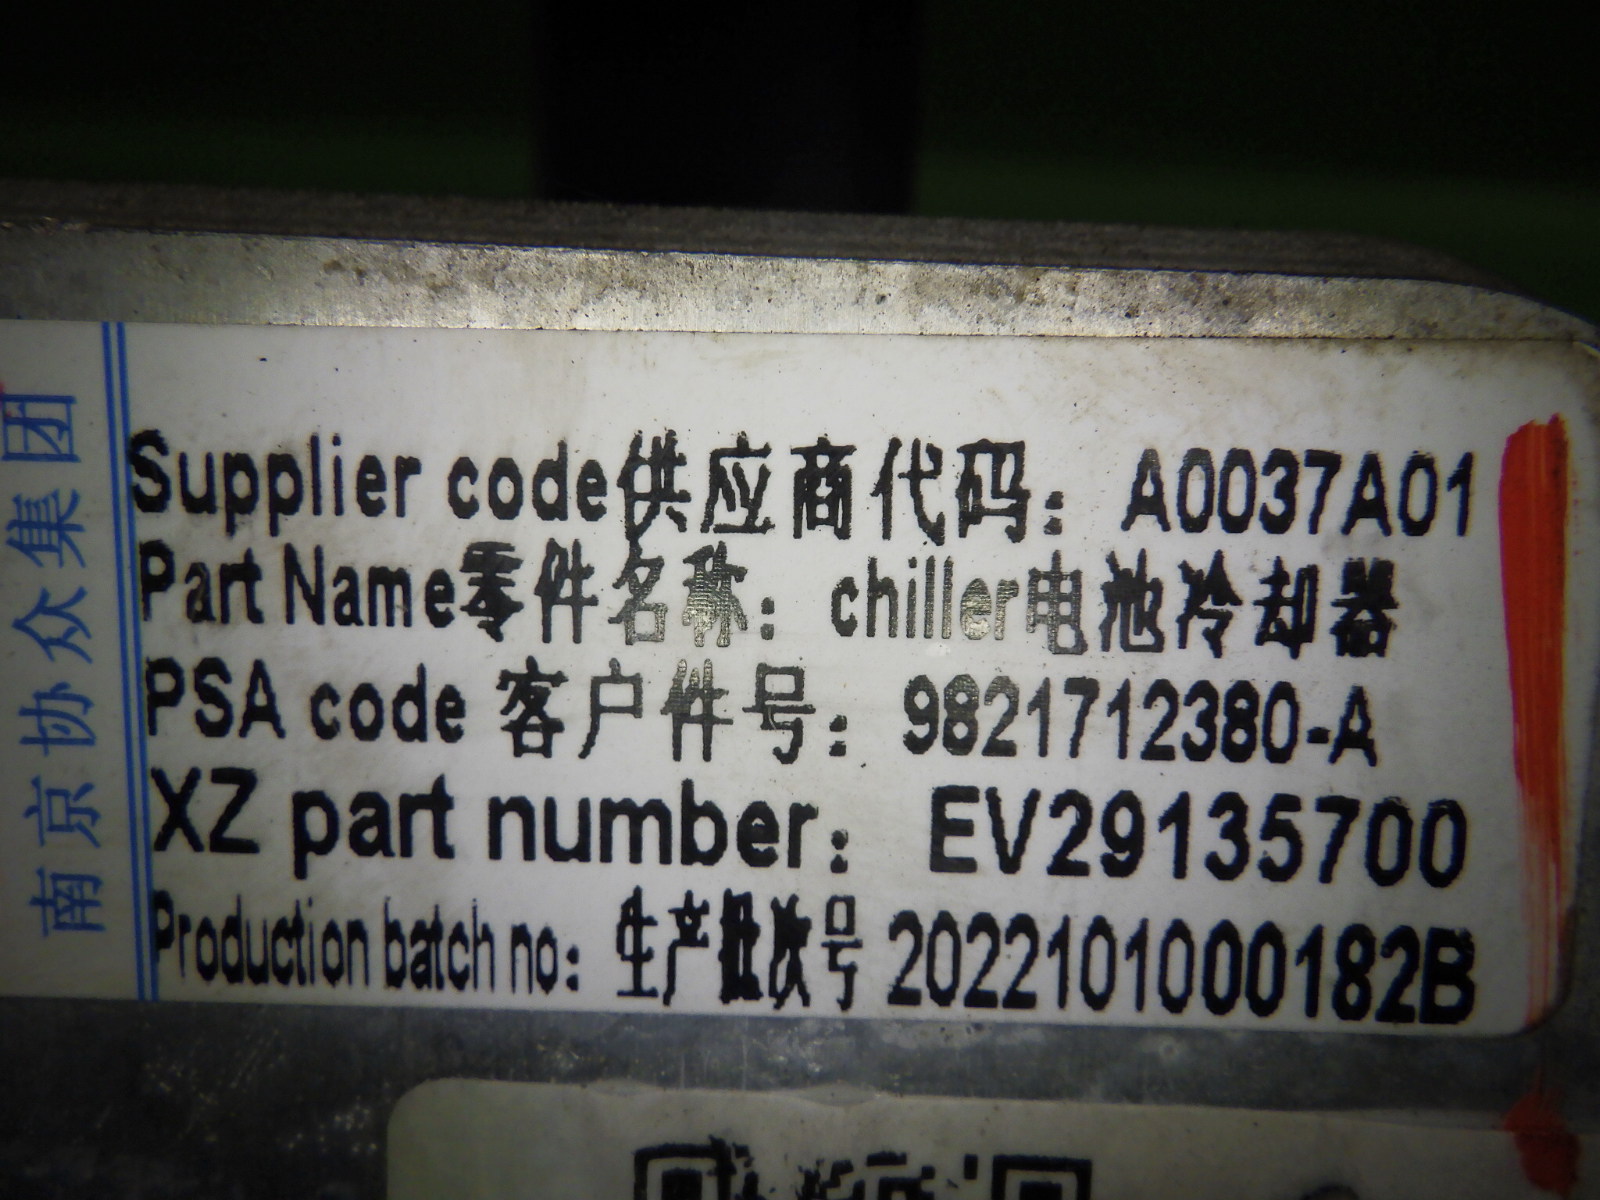 南京协众集团
Supplier code供应商代码：A0037A01
Part Name零件名称：chiller电池冷却器
PSA code 客户件号：9821712380-A
XZ part number：EV29135700
Production batch no：生产批次号 2022101000182B